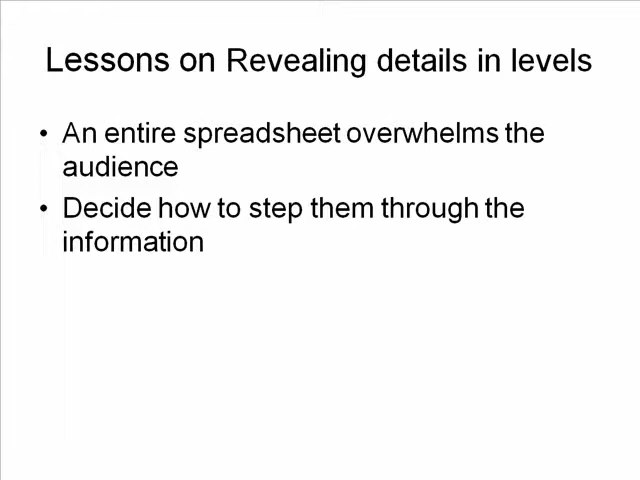 Lessons on Revealing details in levels
• An entire spreadsheet overwhelms the
audience
• Decide how to step them through the
information